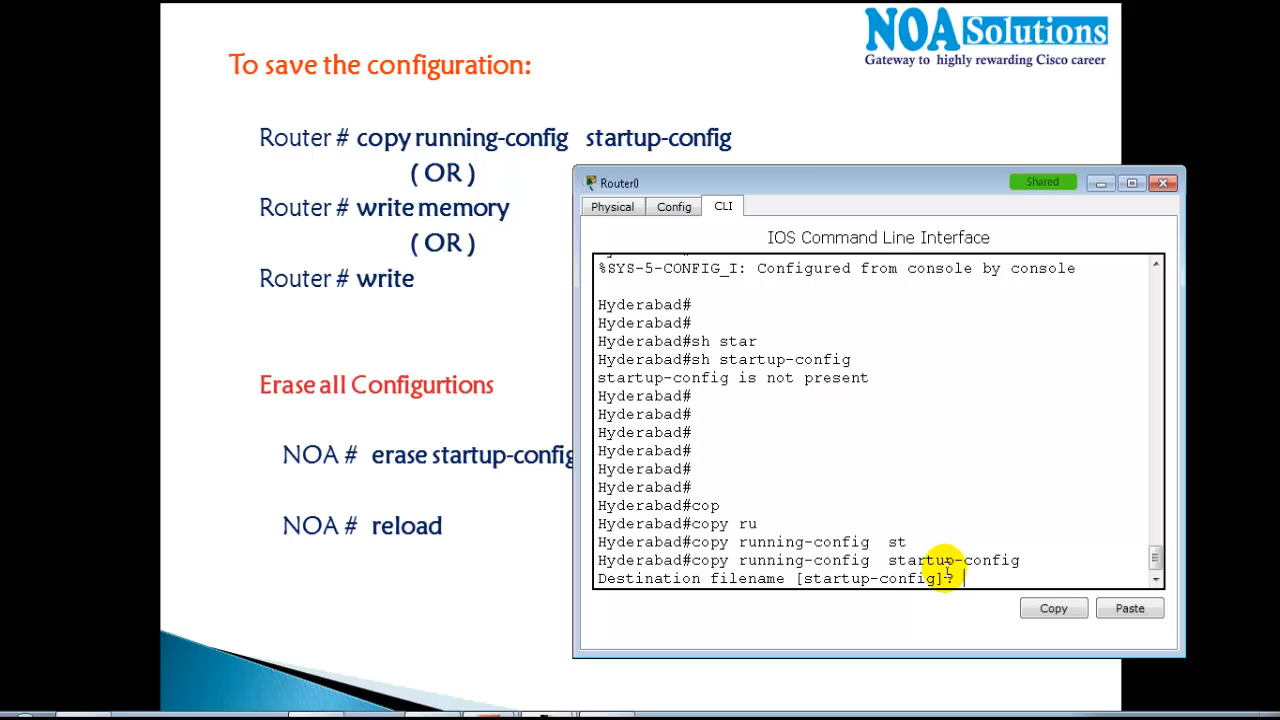 NOA Solutions
Gateway to highly rewarding Cisco career
To save the configuration:
Router # copy running-config startup-config
( OR )
Router # write memory
( OR )
Router # write
Erase all Configurtions
NOA # erase startup-config
NOA # reload
Router0
Shared
Physical Config CLI
IOS Command Line Interface
%SYS-5-CONFIG_I: Configured from console by console
Hyderabad#
Hyderabad#
Hyderabad#sh star
Hyderabad#sh startup-config
startup-config is not present
Hyderabad#
Hyderabad#
Hyderabad#
Hyderabad#
Hyderabad#
Hyderabad#
Hyderabad#cop
Hyderabad#copy ru
Hyderabad#copy running-config st
Hyderabad#copy running-config startup-config
Destination filename [startup-config]?
Copy Paste